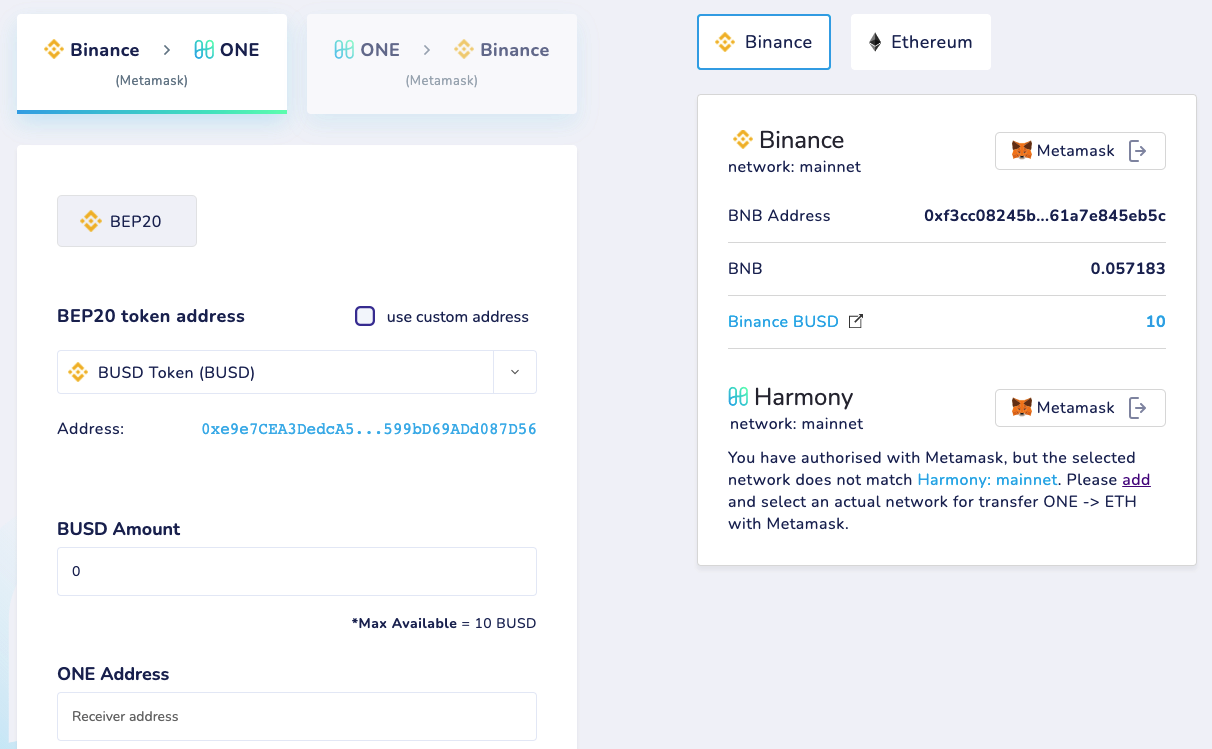 Binance > ONE
(Metamask)
ONE > Binance
(Metamask)
BEP20
BEP20 token address
use custom address
BUSD Token (BUSD)
Address: 0xe9e7CEA3DedcA5...599bD69ADd087D56
BUSD Amount
0
*Max Available = 10 BUSD
ONE Address
Receiver address
Binance
Ethereum
Binance
network: mainnet
Metamask
BNB Address 0xf3cc08245b...61a7e845eb5c
BNB 0.057183
Binance BUSD 10
Harmony
network: mainnet
Metamask
You have authorised with Metamask, but the selected
network does not match Harmony: mainnet. Please add
and select an actual network for transfer ONE -> ETH
with Metamask.